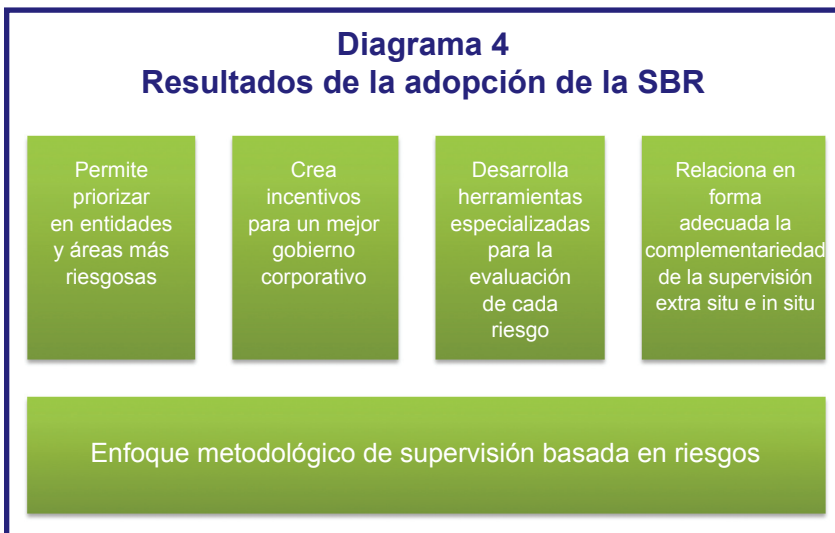 Diagrama 4
Resultados de la adopción de la SBR
Permite
priorizar
en entidades
y áreas más
riesgosas
Crea
incentivos
para un mejor
gobierno
corporativo
Desarrolla
herramientas
especializadas
para la
evaluación
de cada
riesgo
Relaciona en
forma
adecuada la
complementariedad
de la supervisión
extra situ e in situ
Enfoque metodológico de supervisión basada en riesgos